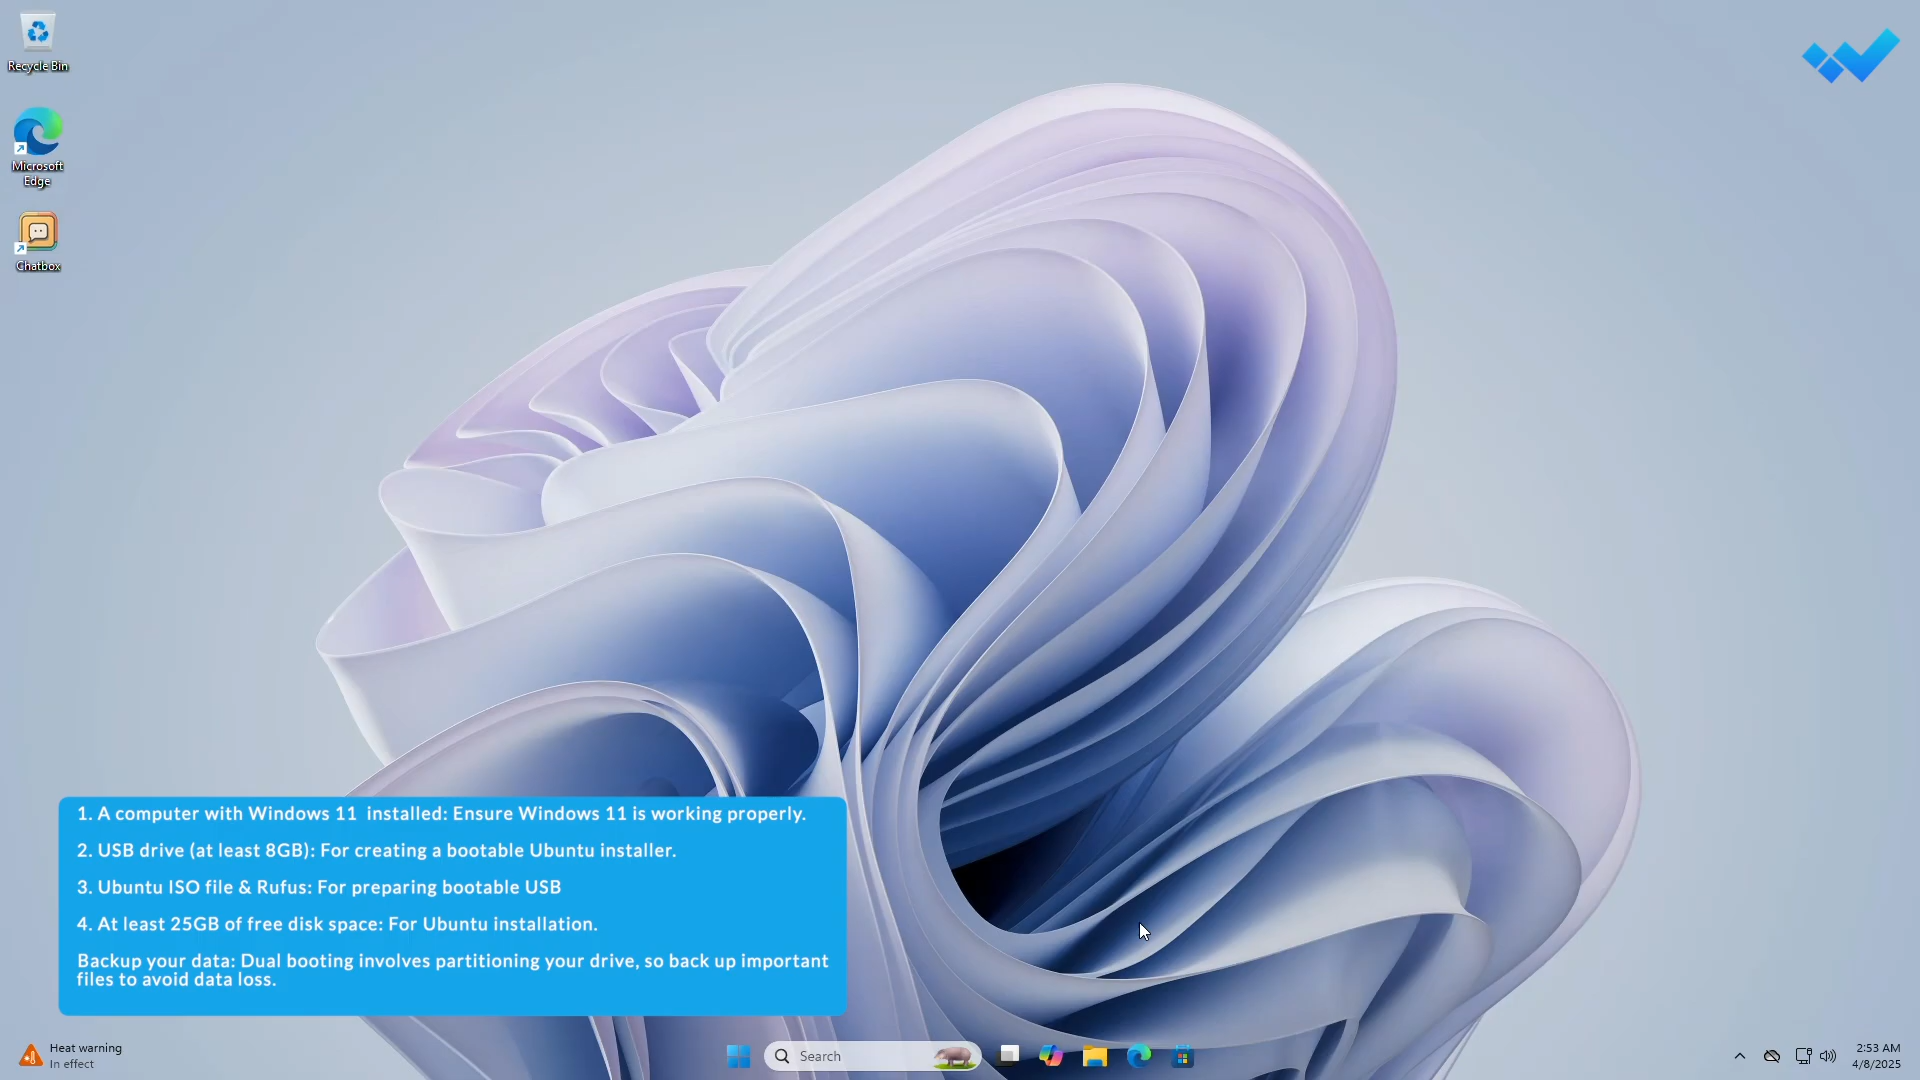 Recycle Bin
Microsoft
Edge
Chatbox
1. A computer with Windows 11  installed: Ensure Windows 11 is working properly.
2. USB drive (at least 8GB): For creating a bootable Ubuntu installer.
3. Ubuntu ISO file & Rufus: For preparing bootable USB
4. At least 25GB of free disk space: For Ubuntu installation.
Backup your data: Dual booting involves partitioning your drive, so back up important
files to avoid data loss.
Heat warning
In effect
Search
2:53 AM
4/8/2025